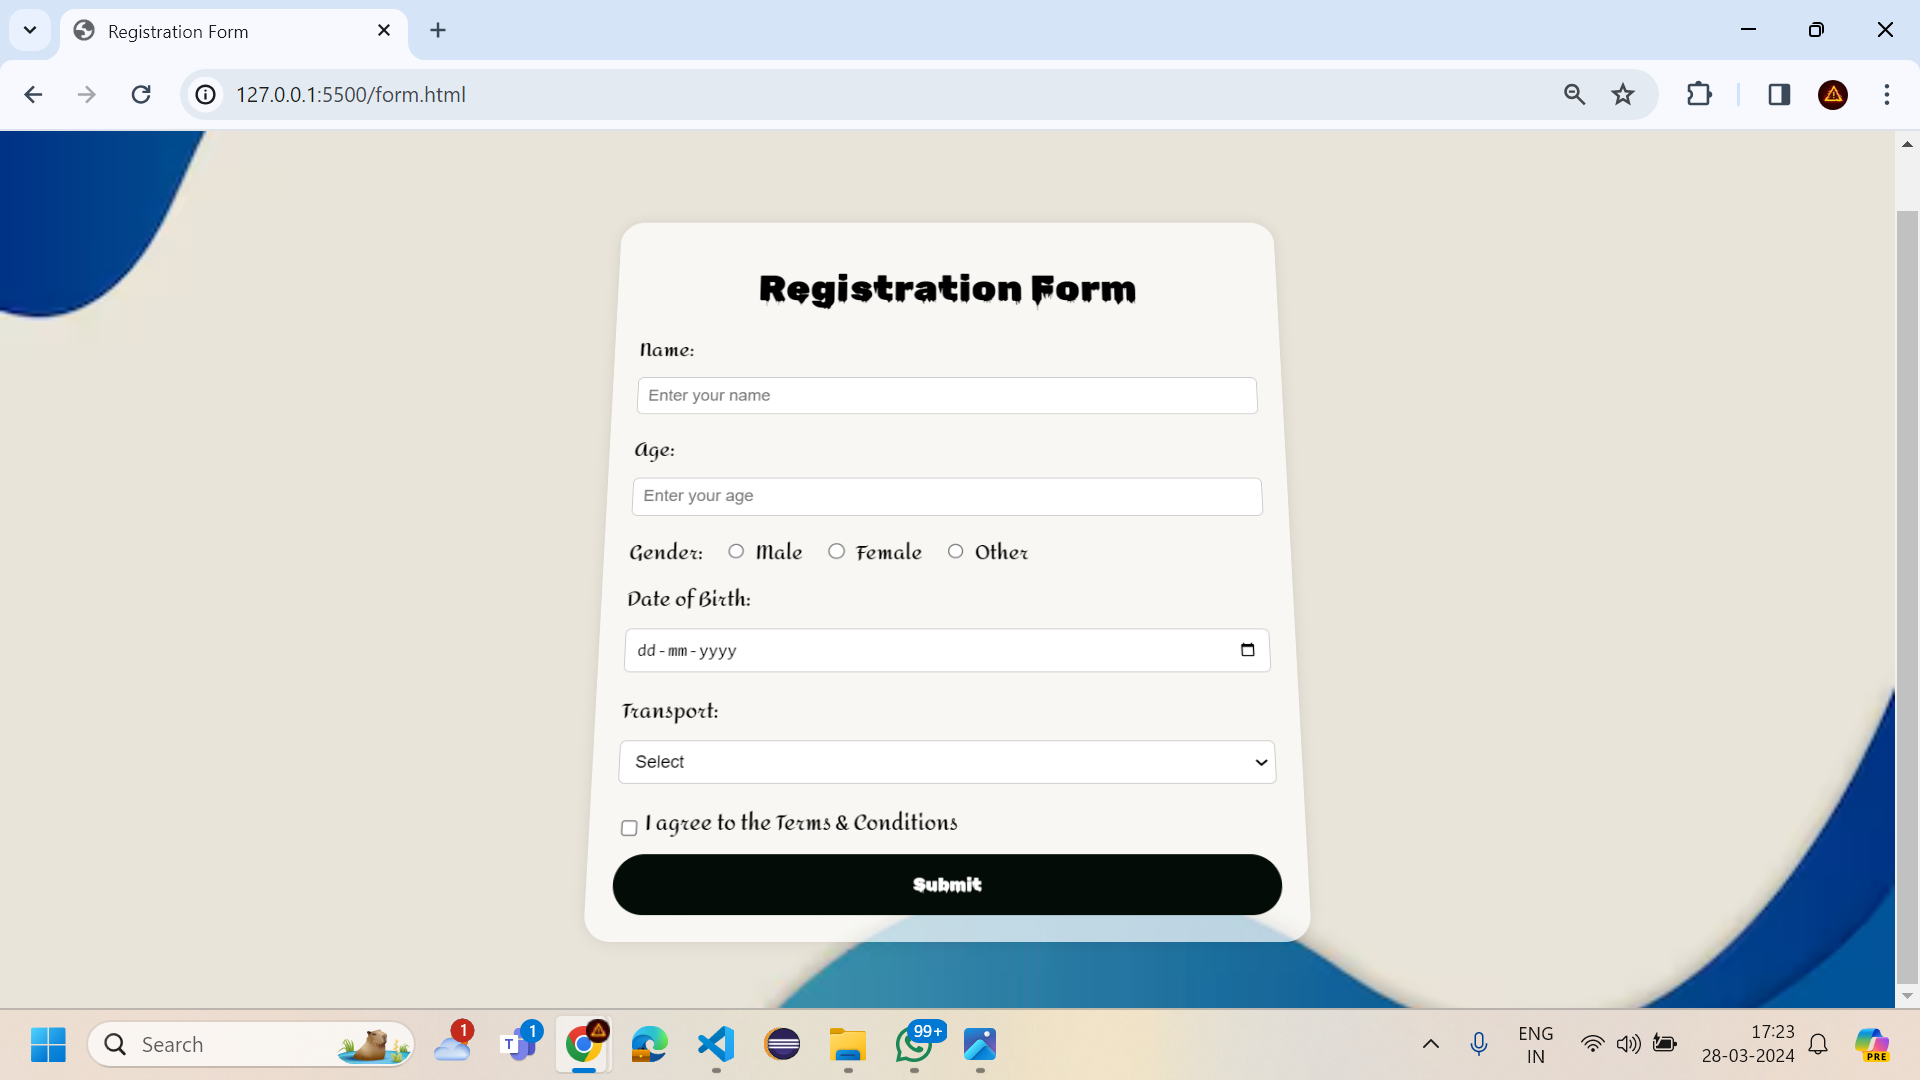 Registration Form
127.0.0.1:5500/form.html
Registration Form
Name:
Enter your name
Age:
Enter your age
Gender: Male Female Other
Date of Birth:
dd-mm-yyyy
Transport:
Select
I agree to the Terms & Conditions
Submit
Search
1
T
1
99+
ENG
IN
17:23
28-03-2024
PRE